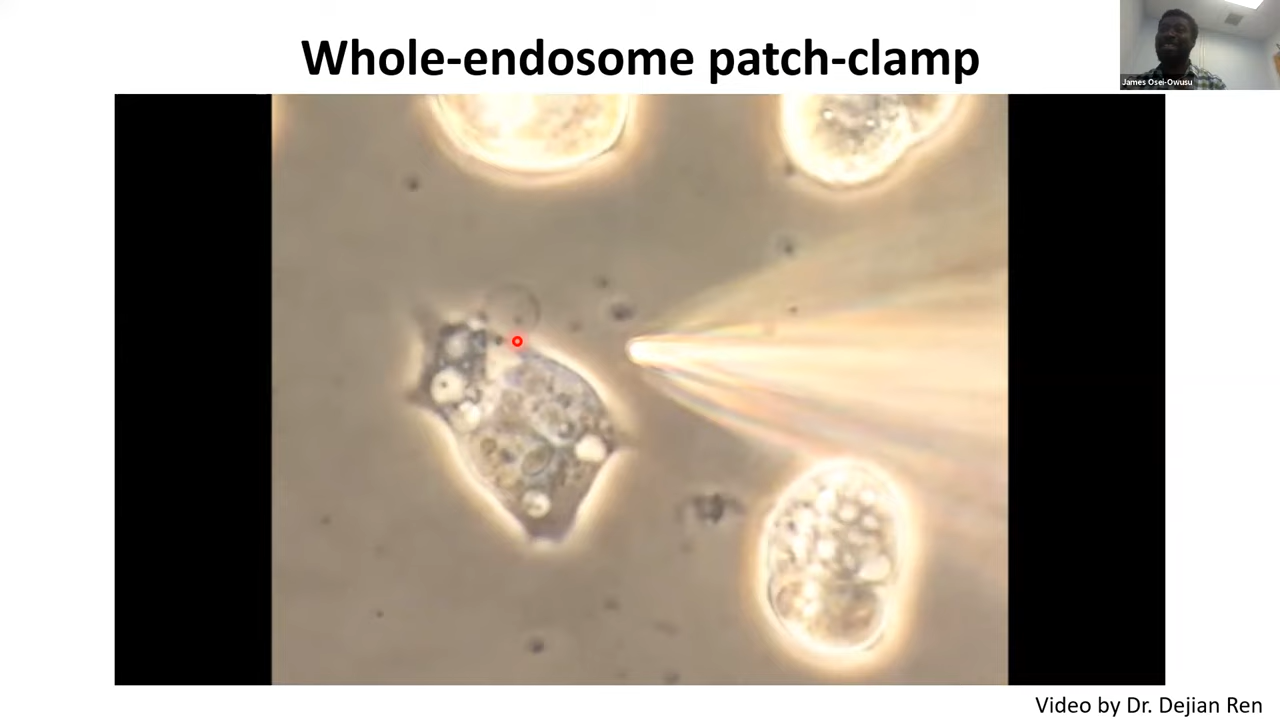 Whole-endosome patch-clamp
James Osei-Owusu
Video by Dr. Dejian Ren